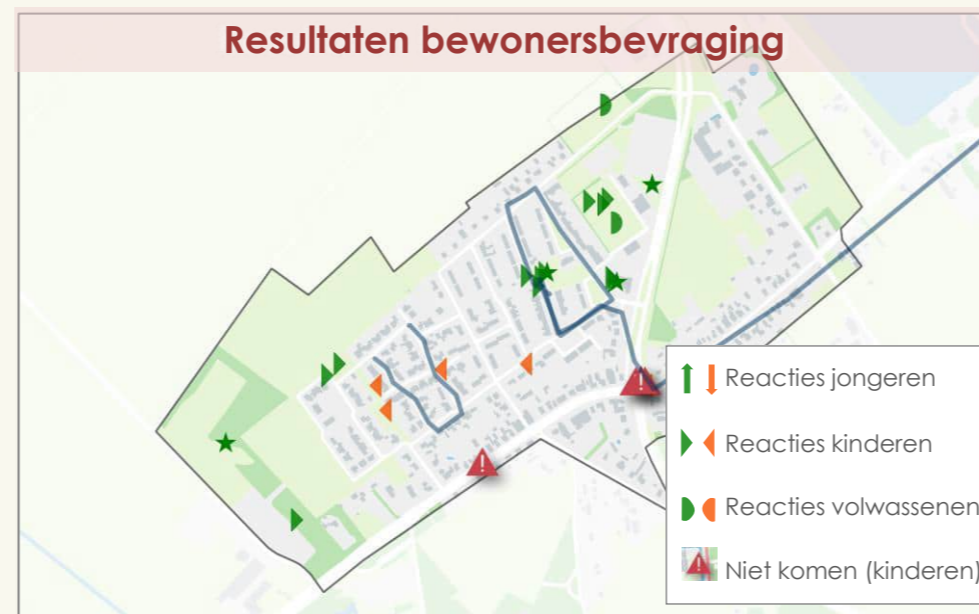 Resultaten bewonersbevraging
Reacties jongeren
Reacties kinderen
Reacties volwassenen
Niet komen (kinderen)